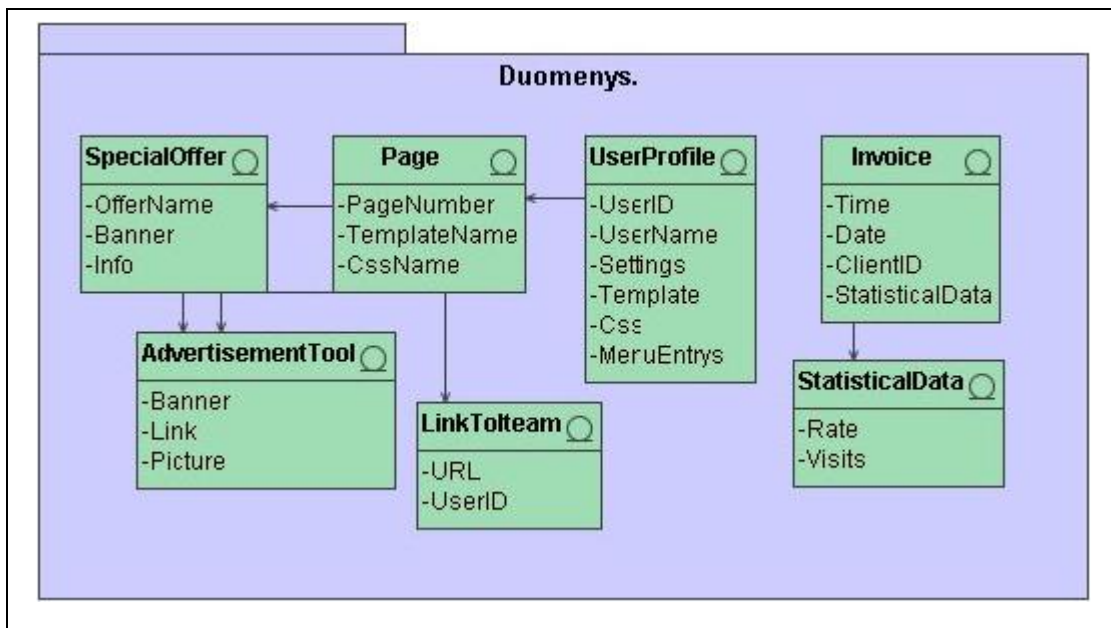 Duomenys.
SpecialOffer
-OfferName
-Banner
-Info
Page
-PageNumber
-TemplateName
-CssName
UserProfile
-UserID
-UserName
-Settings
-Template
-Css
-MenuEntrys
Invoice
-Time
-Date
-ClientID
-StatisticalData
AdvertisementTool
-Banner
-Link
-Picture
LinkToIteam
-URL
-UserID
StatisticalData
-Rate
-Visits